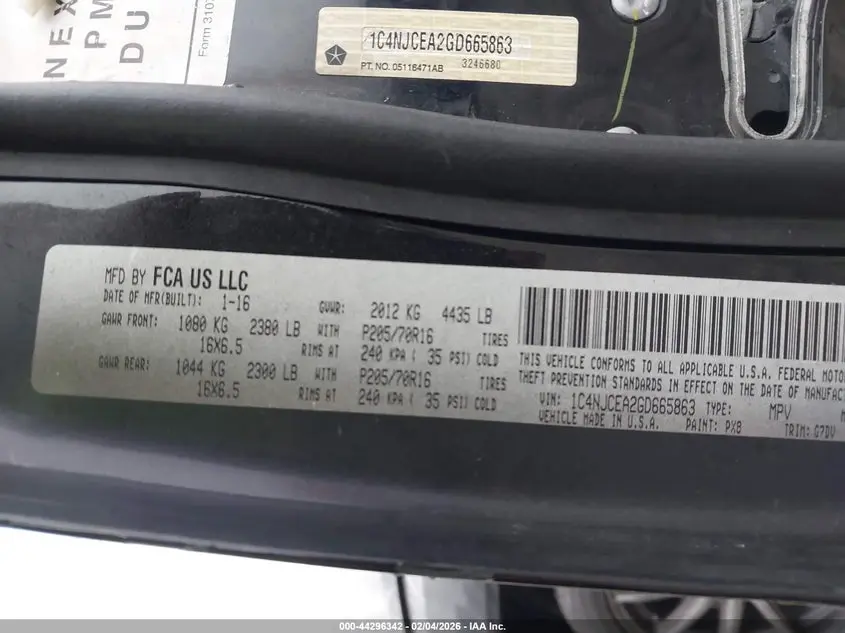 NEX
PM
DU
Form 3107
1C4NJCEA2GD665863
PT. NO. 05116471AB 3246680
MFD BY FCA US LLC
DATE OF MFR(BUILT): 1-16 GVWR: 2012 KG 4435 LB
GAWR FRONT: 1080 KG 2380 LB WITH P205/70R16 TIRES
16X6.5 RIMS AT 240 KPA ( 35 PSI) COLD
GAWR REAR: 1044 KG 2300 LB WITH P205/70R16 TIRES
16X6.5 RIMS AT 240 KPA ( 35 PSI) COLD
THIS VEHICLE CONFORMS TO ALL APPLICABLE U.S.A. FEDERAL MOTO
THEFT PREVENTION STANDARDS IN EFFECT ON THE DATE OF MANUFAC
VIN: 1C4NJCEA2GD665863 TYPE: MPV
VEHICLE MADE IN U.S.A. PAINT: PX8 TRIM: G7DV
000-44296342 - 02/04/2026 - IAA, Inc.